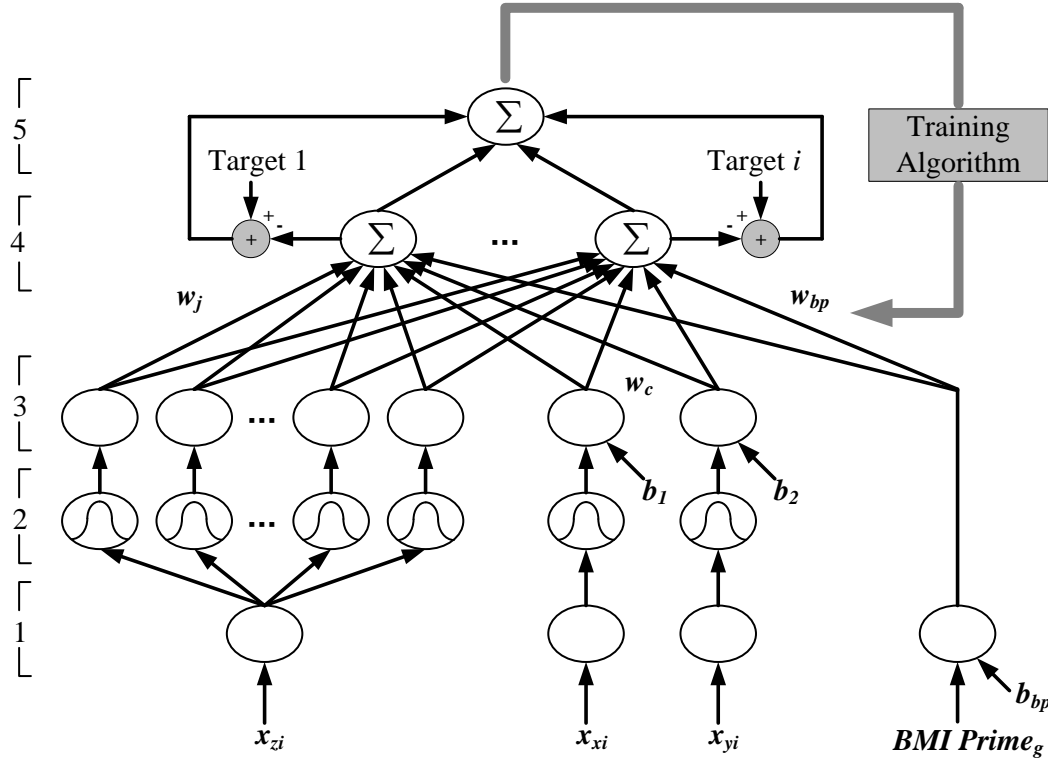 5
Training
Algorithm
Σ
Target 1
Target i
+
-
+
-
+
+
4
Σ
...
Σ
w_j
w_bp
3
...
w_c
b_1
b_2
2
...
1
b_bp
x_zi
x_xi
x_yi
BMI Prime_g